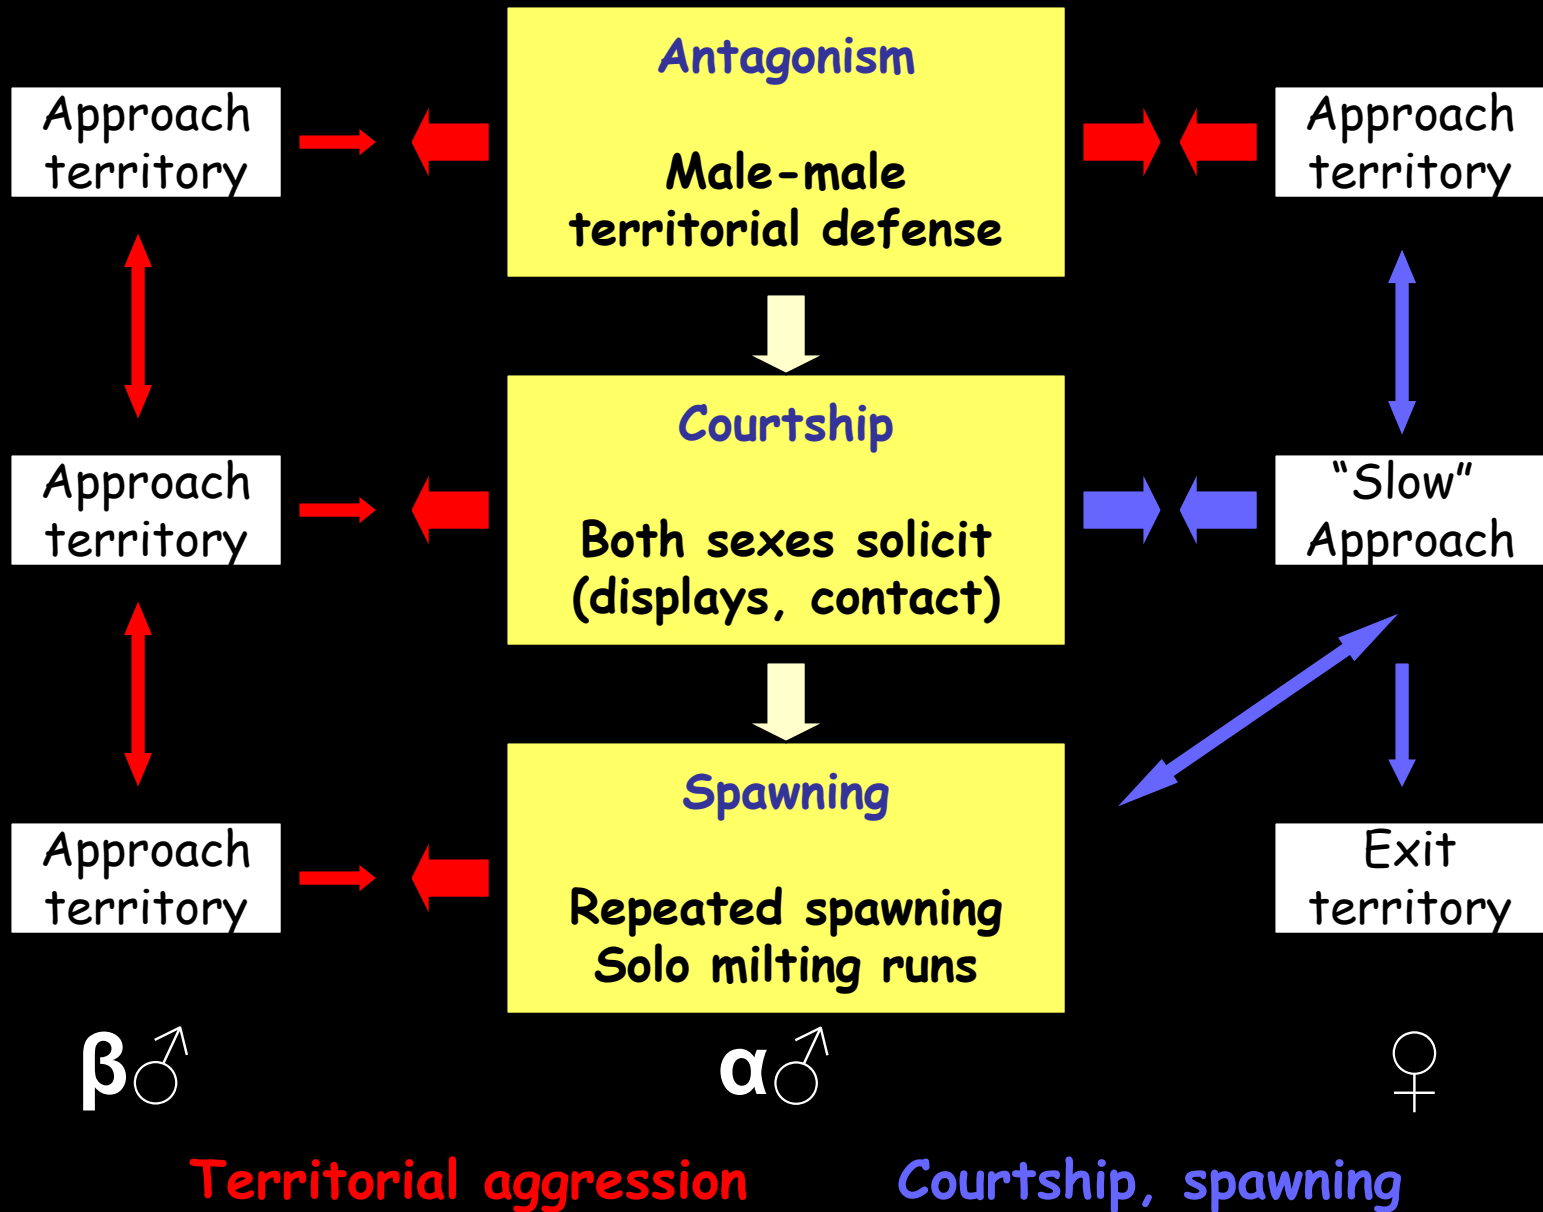 Antagonism
Male-male
territorial defense
Approach
territory
Approach
territory
Courtship
Both sexes solicit
(displays, contact)
Approach
territory
“Slow”
Approach
Spawning
Repeated spawning
Solo milting runs
Approach
territory
Exit
territory
β♂
α♂
♀
Territorial aggression
Courtship, spawning